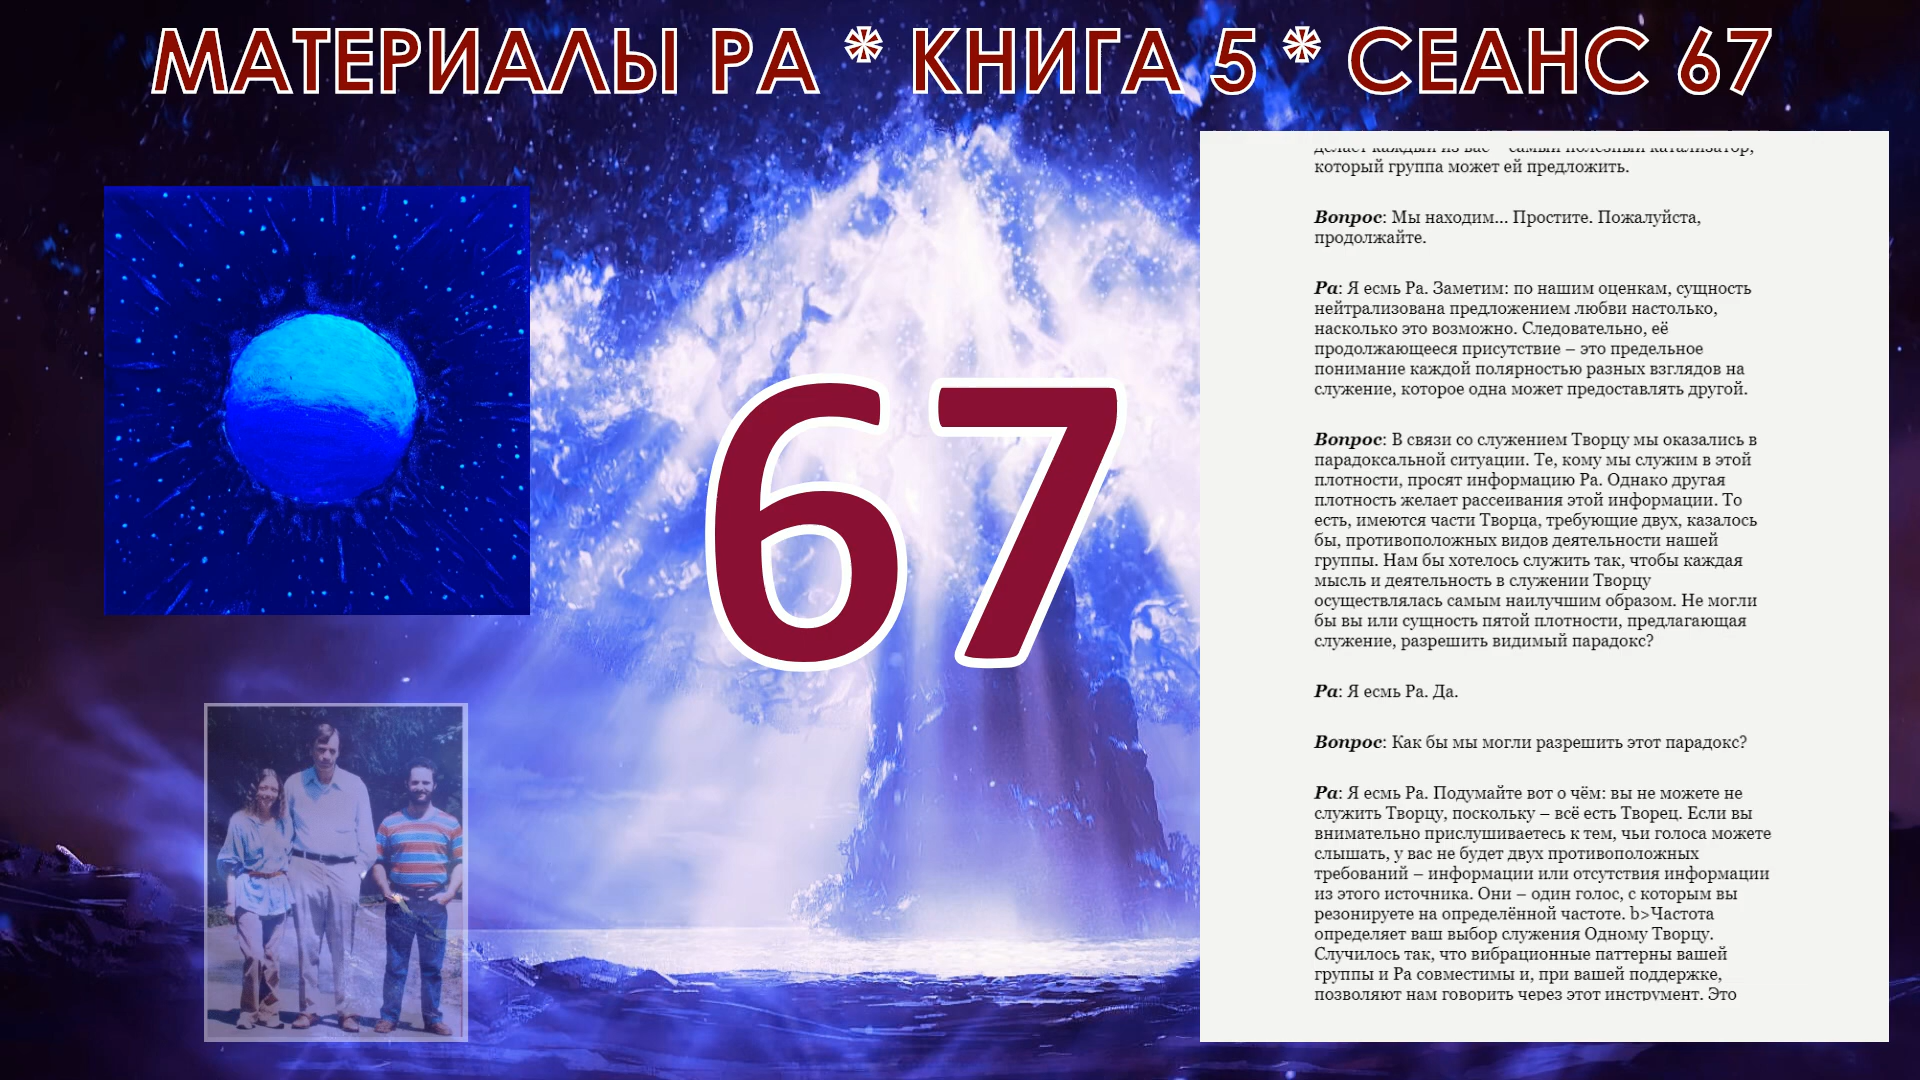 МАТЕРИАЛЫ РА * КНИГА 5 * СЕАНС 67
67
делает каждый из вас – самый полезный катализатор,
который группа может ей предложить.
Вопрос: Мы находим... Простите. Пожалуйста,
продолжайте.
Ра: Я есмь Ра. Заметим: по нашим оценкам, сущность
нейтрализована предложением любви настолько,
насколько это возможно. Следовательно, её
продолжающееся присутствие – это предельное
понимание каждой полярностью разных взглядов на
служение, которое одна может предоставлять другой.
Вопрос: В связи со служением Творцу мы оказались в
парадоксальной ситуации. Те, кому мы служим в этой
плотности, просят информацию Ра. Однако другая
плотность желает рассеивания этой информации. То
есть, имеются части Творца, требующие двух, казалось
бы, противоположных видов деятельности нашей
группы. Нам бы хотелось служить так, чтобы каждая
мысль и деятельность в служении Творцу
осуществлялась самым наилучшим образом. Не могли
бы вы или сущность пятой плотности, предлагающая
служение, разрешить видимый парадокс?
Ра: Я есмь Ра. Да.
Вопрос: Как бы мы могли разрешить этот парадокс?
Ра: Я есмь Ра. Подумайте вот о чём: вы не можете не
служить Творцу, поскольку – всё есть Творец. Если вы
внимательно прислушиваетесь к тем, чьи голоса можете
слышать, у вас не будет двух противоположных
требований – информации или отсутствия информации
из этого источника. Они – один голос, с которым вы
резонируете на определённой частоте. b>Частота
определяет ваш выбор служения Одному Творцу.
Случилось так, что вибрационные паттерны вашей
группы и Ра совместимы и, при вашей поддержке,
позволяют нам говорить через этот инструмент. Это